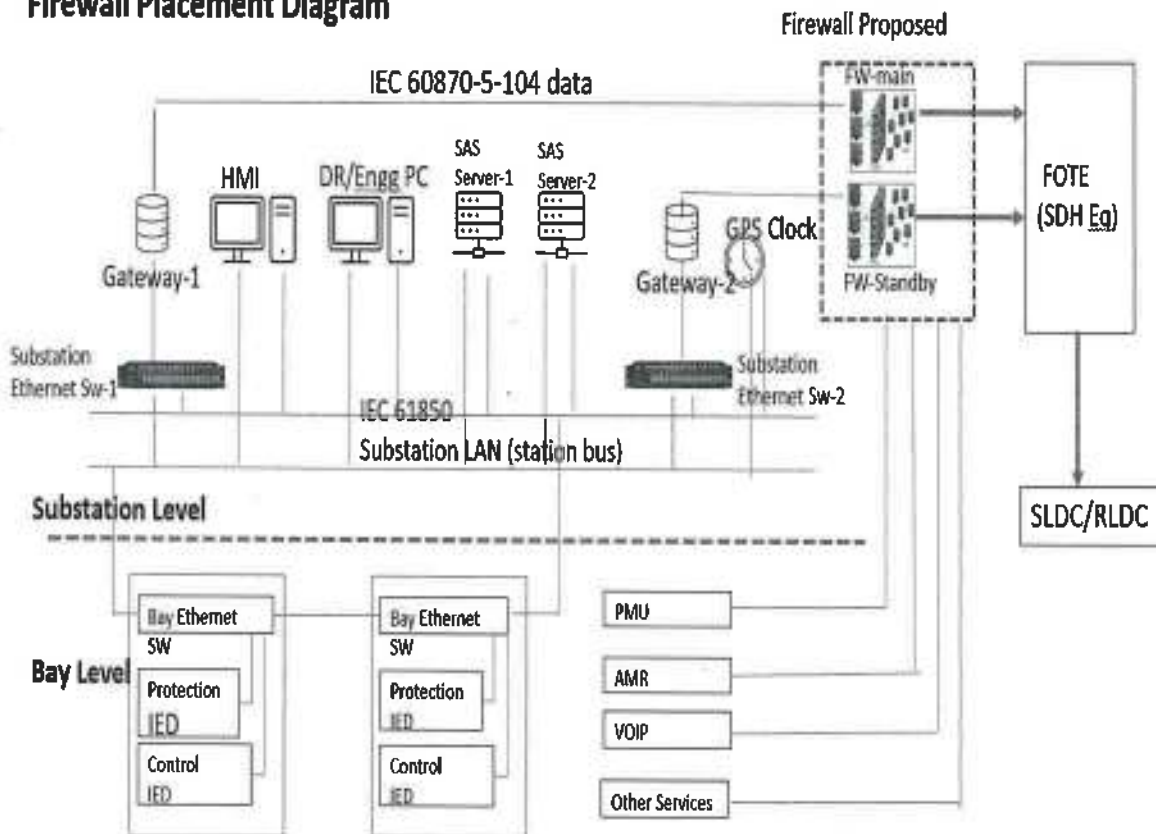 Firewall Placement Diagram
Firewall Proposed
IEC 60870-5-104 data
FW-main
HMI
DR/Engg PC
SAS
Server-1
SAS
Server-2
FOTE
(SDH Eq)
GPS Clock
Gateway-1
Gateway-2
FW-Standby
Substation
Ethernet Sw-1
Substation
Ethernet Sw-2
IEC 61850
Substation LAN (station bus)
Substation Level
SLDC/RLDC
Bay Level
Bay Ethernet
SW
Protection
IED
Control
IED
Bay Ethernet
SW
Protection
IED
Control
IED
PMU
AMR
VOIP
Other Services